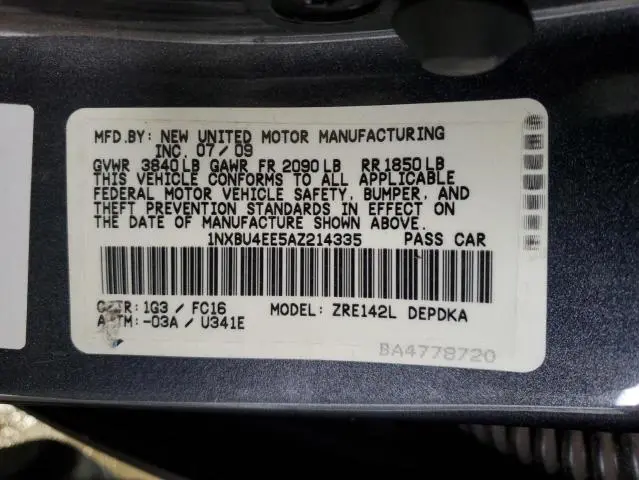 MFD.BY: NEW UNITED MOTOR MANUFACTURING
INC. 07/09
GVWR 3840LB GAWR FR 2090LB RR1850LB
THIS VEHICLE CONFORMS TO ALL APPLICABLE
FEDERAL MOTOR VEHICLE SAFETY, BUMPER, AND
THEFT PREVENTION STANDARDS IN EFFECT ON
THE DATE OF MANUFACTURE SHOWN ABOVE.
1NXBU4EE5AZ214335 PASS CAR
C/TR: 1G3 / FC16 MODEL: ZRE142L DEPDKA
A/TM: -03A / U341E
BA4778720